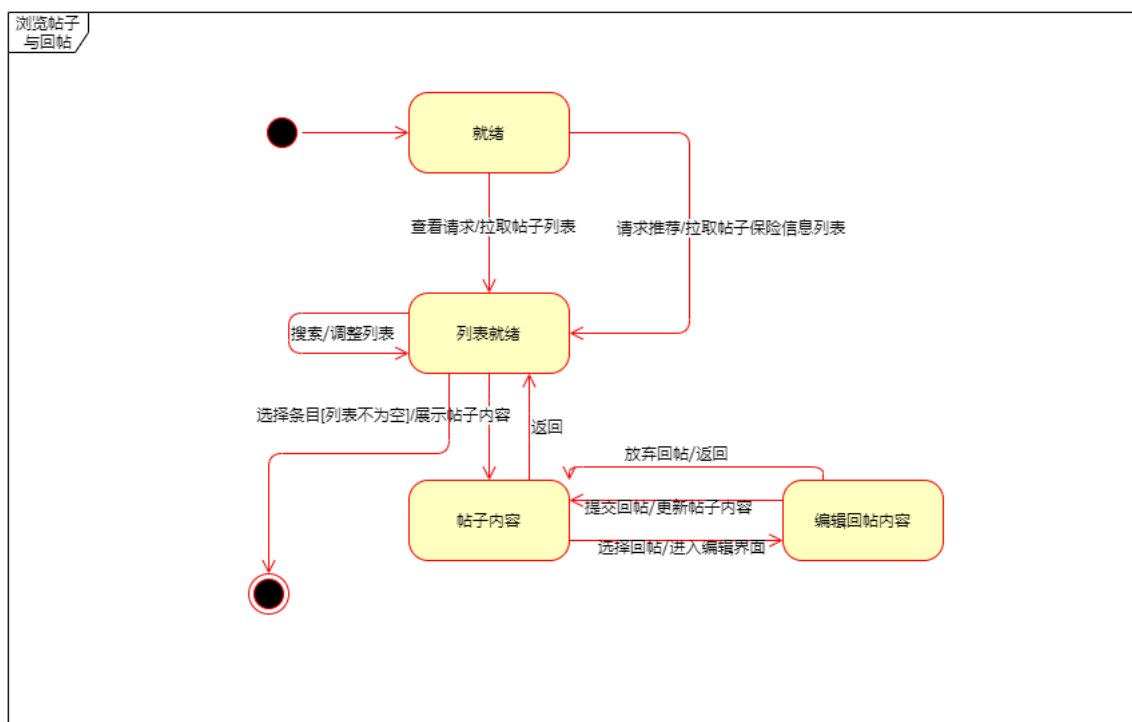 浏览帖子
与回帖
就绪
查看请求/拉取帖子列表
请求推荐/拉取帖子保险信息列表
搜索/调整列表
列表就绪
选择条目[列表不为空]/展示帖子内容
返回
放弃回帖/返回
帖子内容
提交回帖/更新帖子内容
编辑回帖内容
选择回帖/进入编辑界面